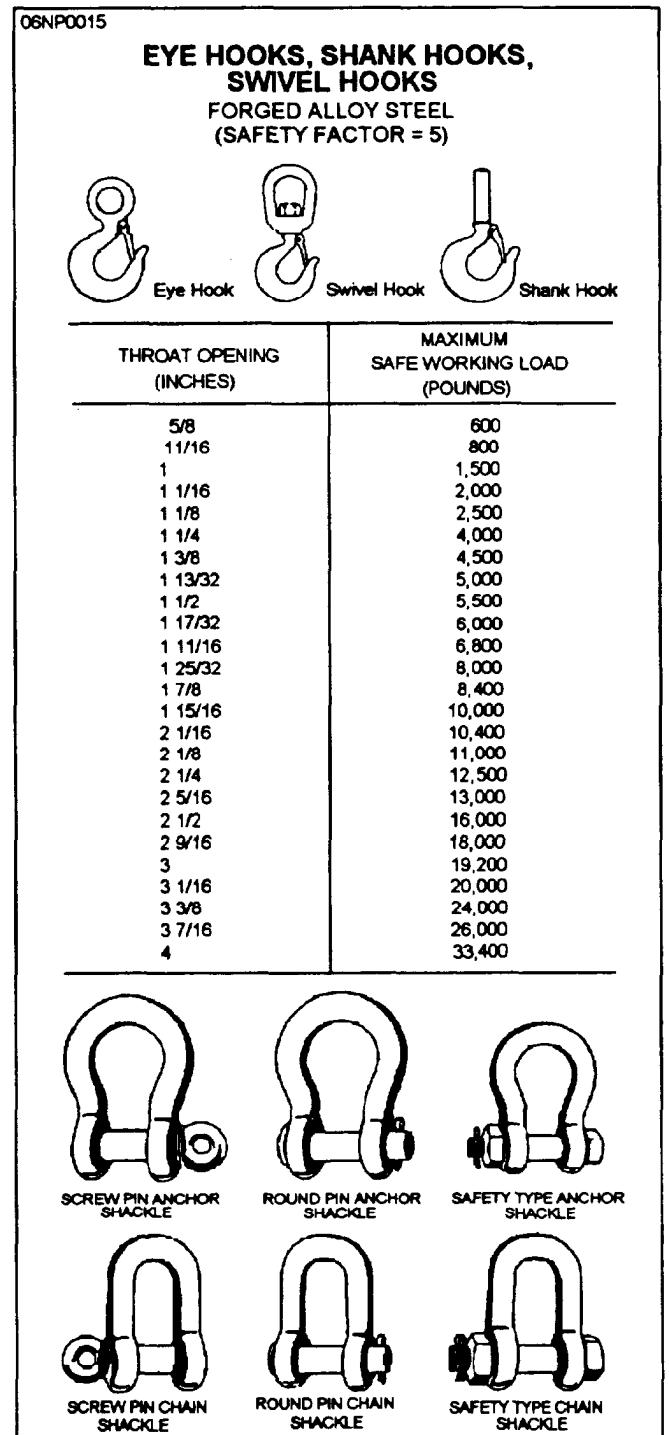 06NP0015
EYE HOOKS, SHANK HOOKS,
SWIVEL HOOKS
FORGED ALLOY STEEL
(SAFETY FACTOR = 5)
Eye Hook Swivel Hook Shank Hook
THROAT OPENING (INCHES) MAXIMUM SAFE WORKING LOAD (POUNDS)
5/8 600
11/16 800
1 1,500
1 1/16 2,000
1 1/8 2,500
1 1/4 4,000
1 3/8 4,500
1 13/32 5,000
1 1/2 5,500
1 17/32 6,000
1 11/16 6,800
1 25/32 8,000
1 7/8 8,400
1 15/16 10,000
2 1/16 10,400
2 1/8 11,000
2 1/4 12,500
2 5/16 13,000
2 1/2 16,000
2 9/16 18,000
3 19,200
3 1/16 20,000
3 3/8 24,000
3 7/16 26,000
4 33,400
SCREW PIN ANCHOR
SHACKLE
ROUND PIN ANCHOR
SHACKLE
SAFETY TYPE ANCHOR
SHACKLE
SCREW PIN CHAIN
SHACKLE
ROUND PIN CHAIN
SHACKLE
SAFETY TYPE CHAIN
SHACKLE